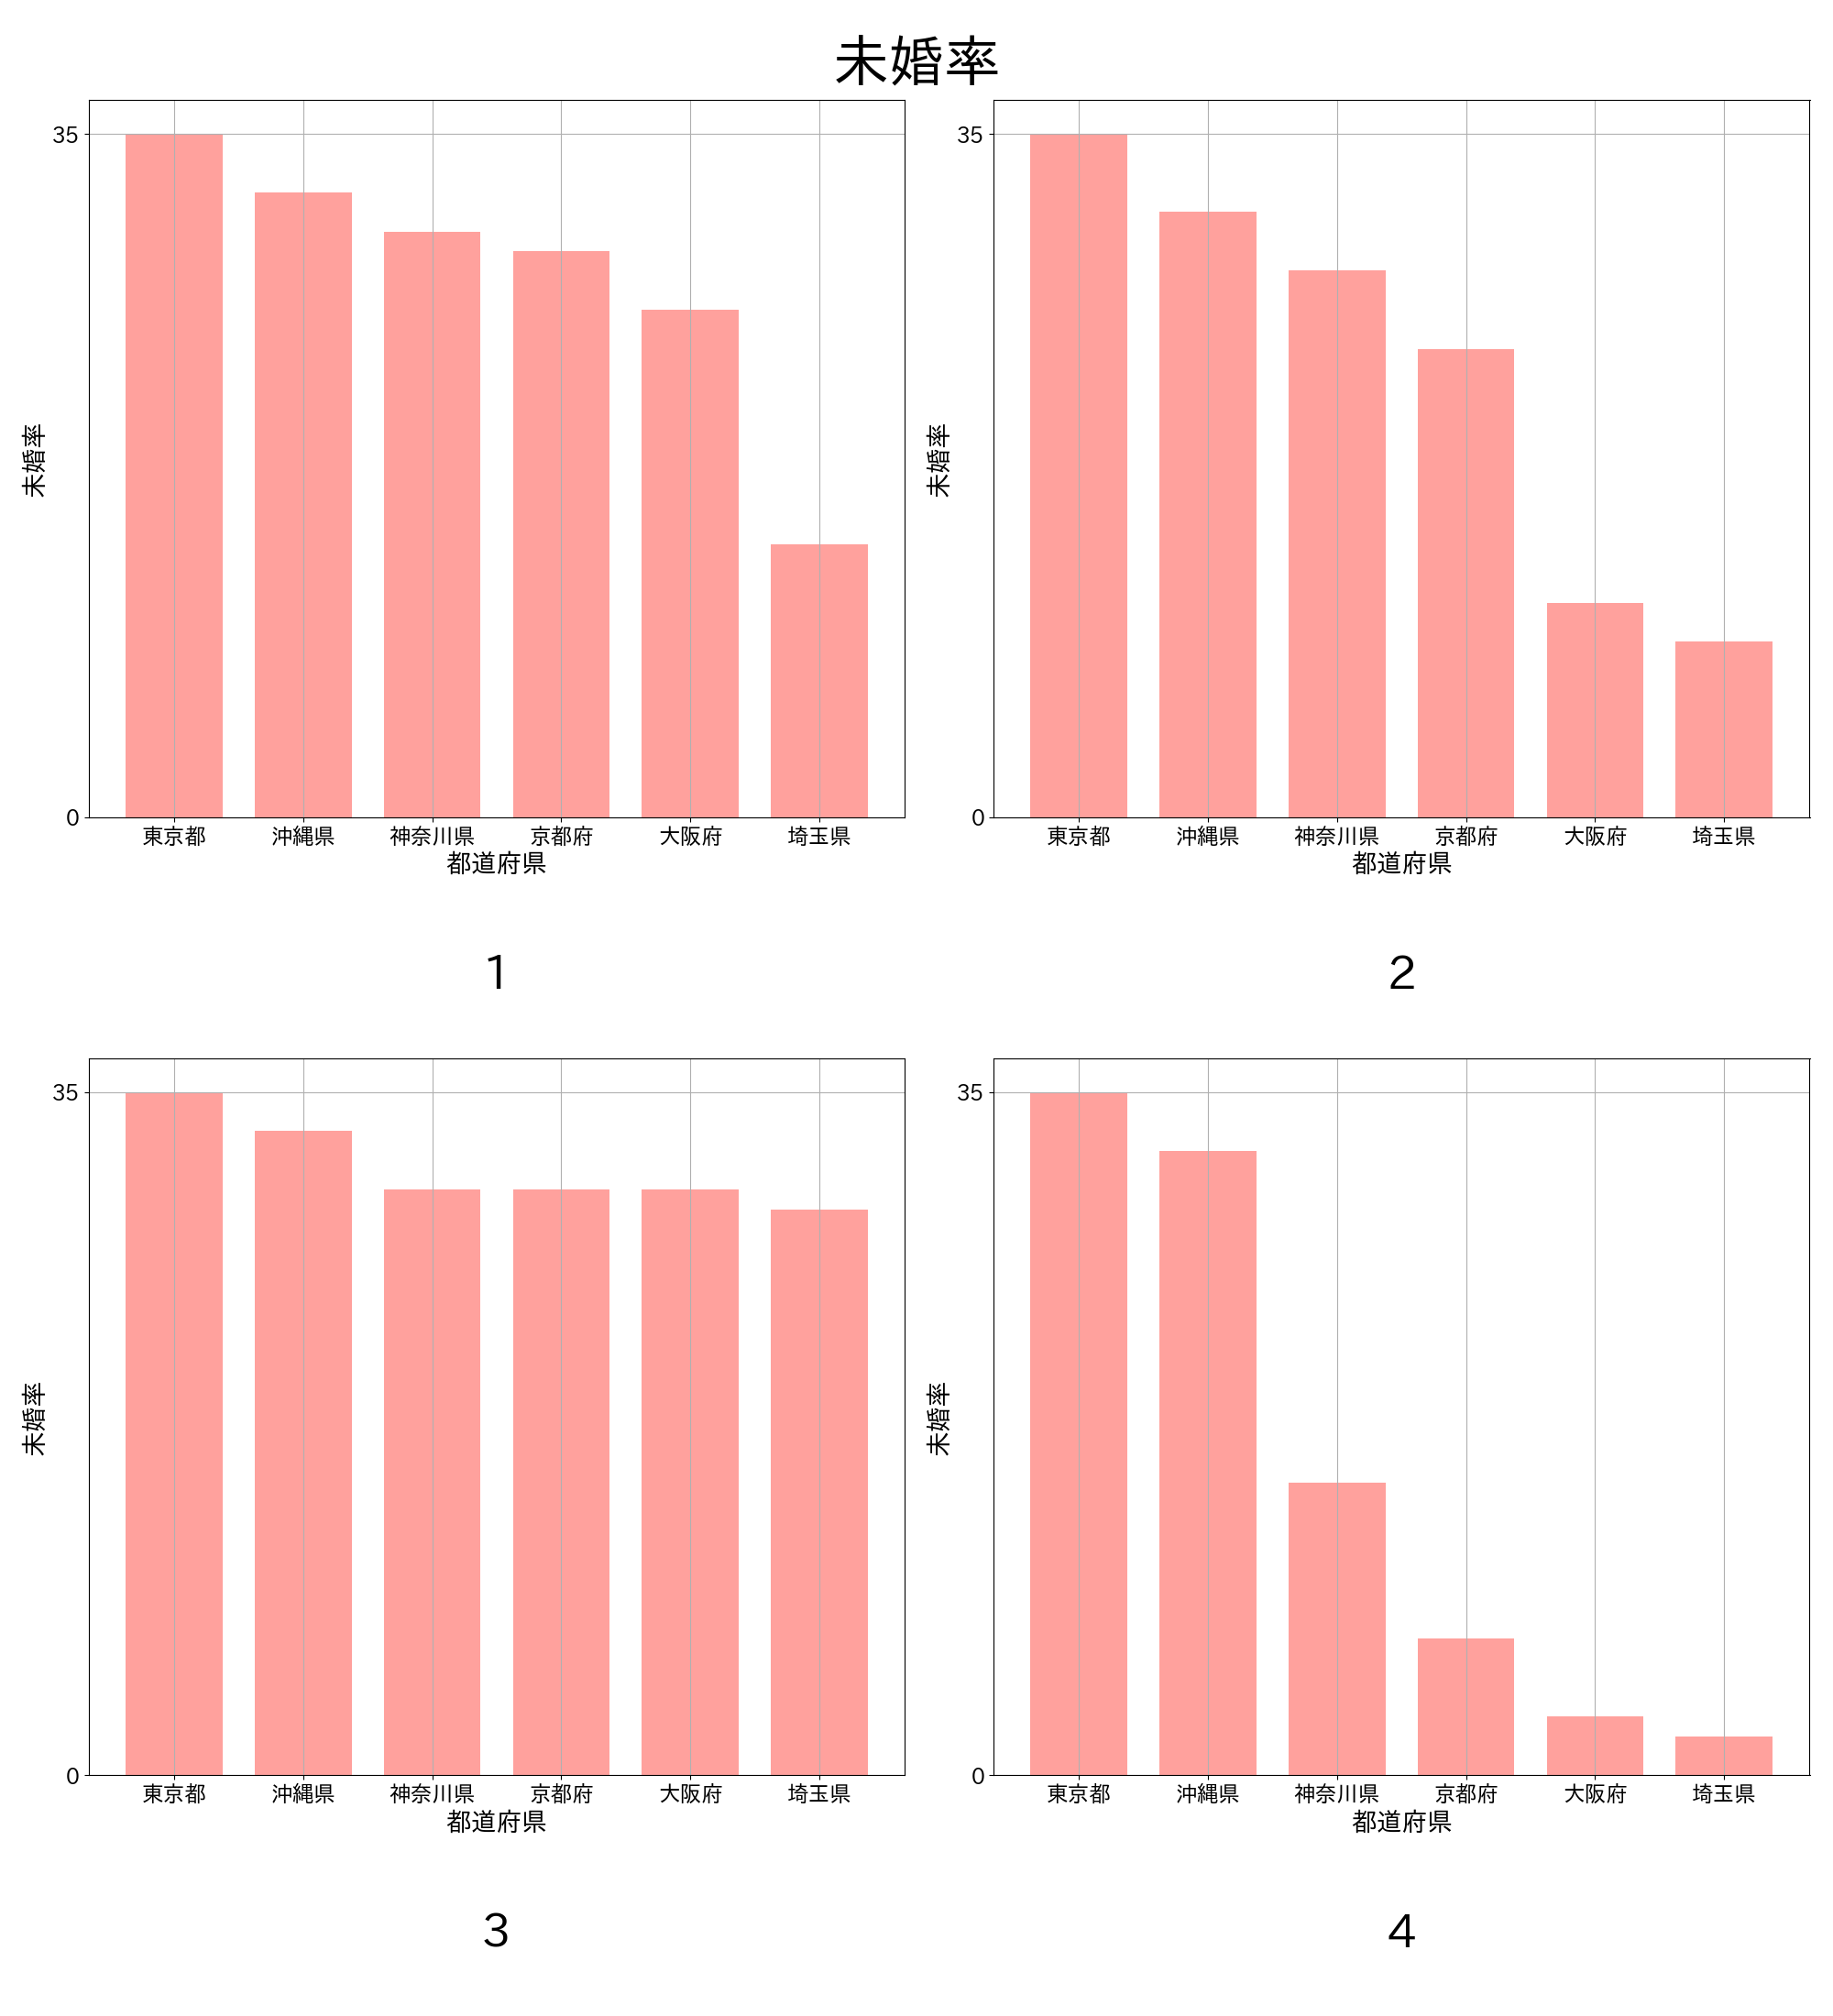 未婚率
35
0
未婚率
東京都 沖縄県 神奈川県 京都府 大阪府 埼玉県
都道府県
1
35
0
未婚率
東京都 沖縄県 神奈川県 京都府 大阪府 埼玉県
都道府県
2
35
0
未婚率
東京都 沖縄県 神奈川県 京都府 大阪府 埼玉県
都道府県
3
35
0
未婚率
東京都 沖縄県 神奈川県 京都府 大阪府 埼玉県
都道府県
4